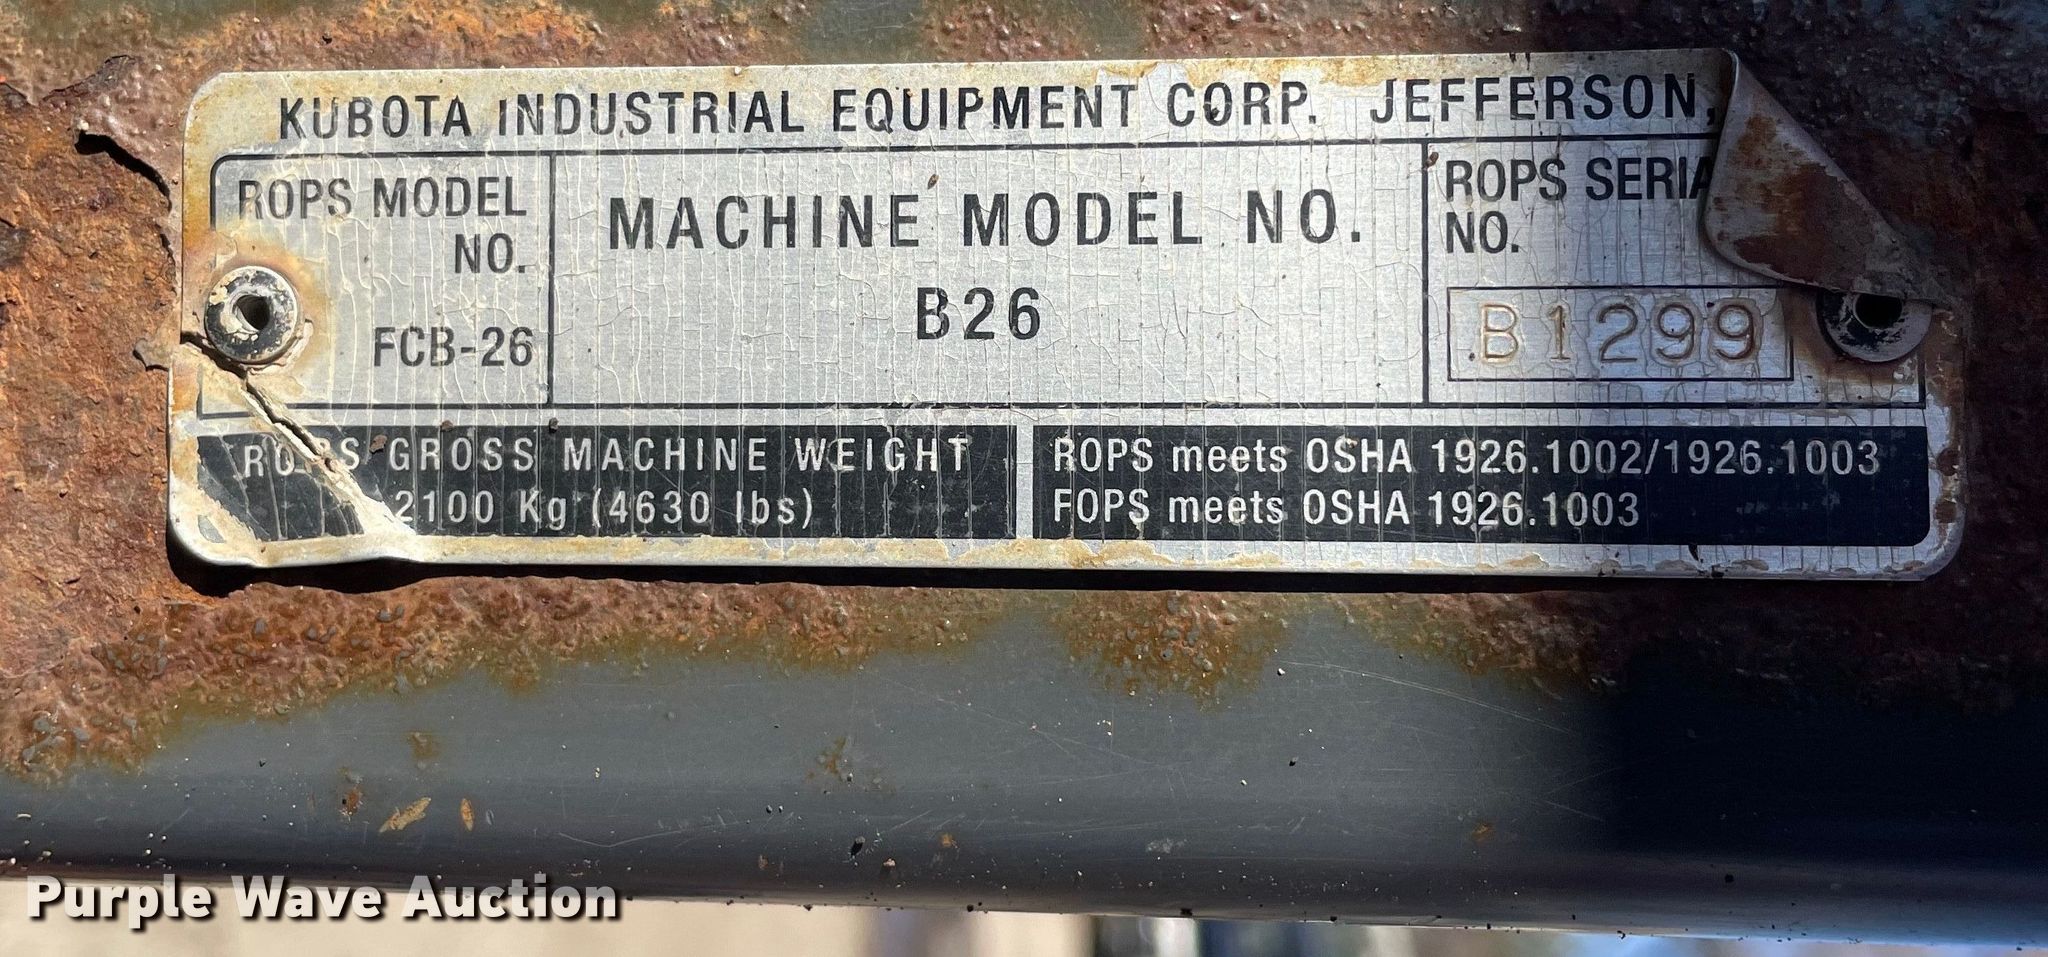 KUBOTA INDUSTRIAL EQUIPMENT CORP. JEFFERSON,
ROPS MODEL
NO.
FCB-26
MACHINE MODEL NO.
B26
ROPS SERIA
NO.
B1299
ROPS GROSS MACHINE WEIGHT
2100 Kg (4630 lbs)
ROPS meets OSHA 1926.1002/1926.1003
FOPS meets OSHA 1926.1003
Purple Wave Auction